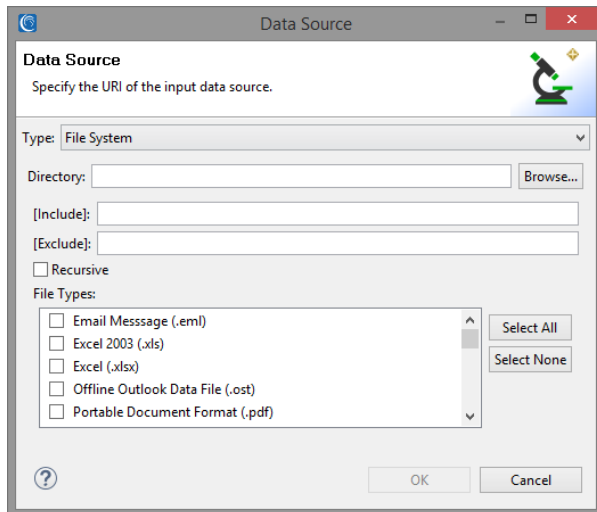 Data Source
Data Source
Specify the URI of the input data source.
Type: File System
Directory: Browse...
[Include]:
[Exclude]:
Recursive
File Types:
Email Messsage (.eml)
Excel 2003 (.xls)
Excel (.xlsx)
Offline Outlook Data File (.ost)
Portable Document Format (.pdf)
Select All
Select None
?
OK Cancel